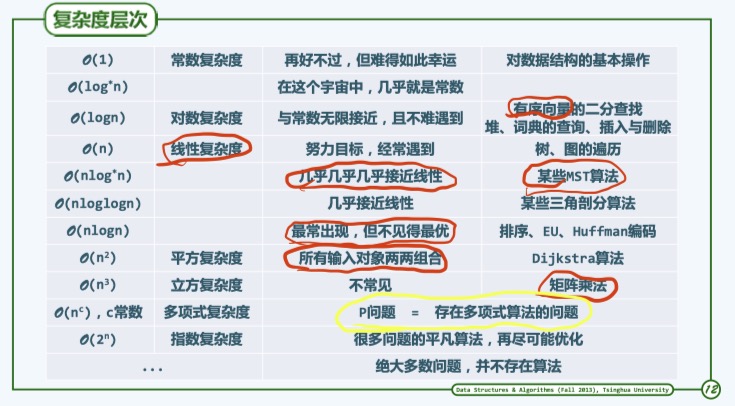 复杂度层次
O(1) 常数复杂度 再好不过，但难得如此幸运 对数据结构的基本操作
O(log*n) 在这个宇宙中，几乎就是常数
O(logn) 对数复杂度 与常数无限接近，且不难遇到 有序向量的二分查找
堆、词典的查询、插入与删除
O(n) 线性复杂度 努力目标，经常遇到 树、图的遍历
O(nlog*n) 几乎几乎几乎接近线性 某些MST算法
O(nloglogn) 几乎接近线性 某些三角剖分算法
O(nlogn) 最常出现，但不见得最优 排序、EU、Huffman编码
O(n²) 平方复杂度 所有输入对象两两组合 Dijkstra算法
O(n³) 立方复杂度 不常见 矩阵乘法
O(nᶜ)，c常数 多项式复杂度 P问题 = 存在多项式算法的问题
O(2ⁿ) 指数复杂度 很多问题的平凡算法，再尽可能优化
... 绝大多数问题，并不存在算法
Data Structures & Algorithms (Fall 2013), Tsinghua University 12